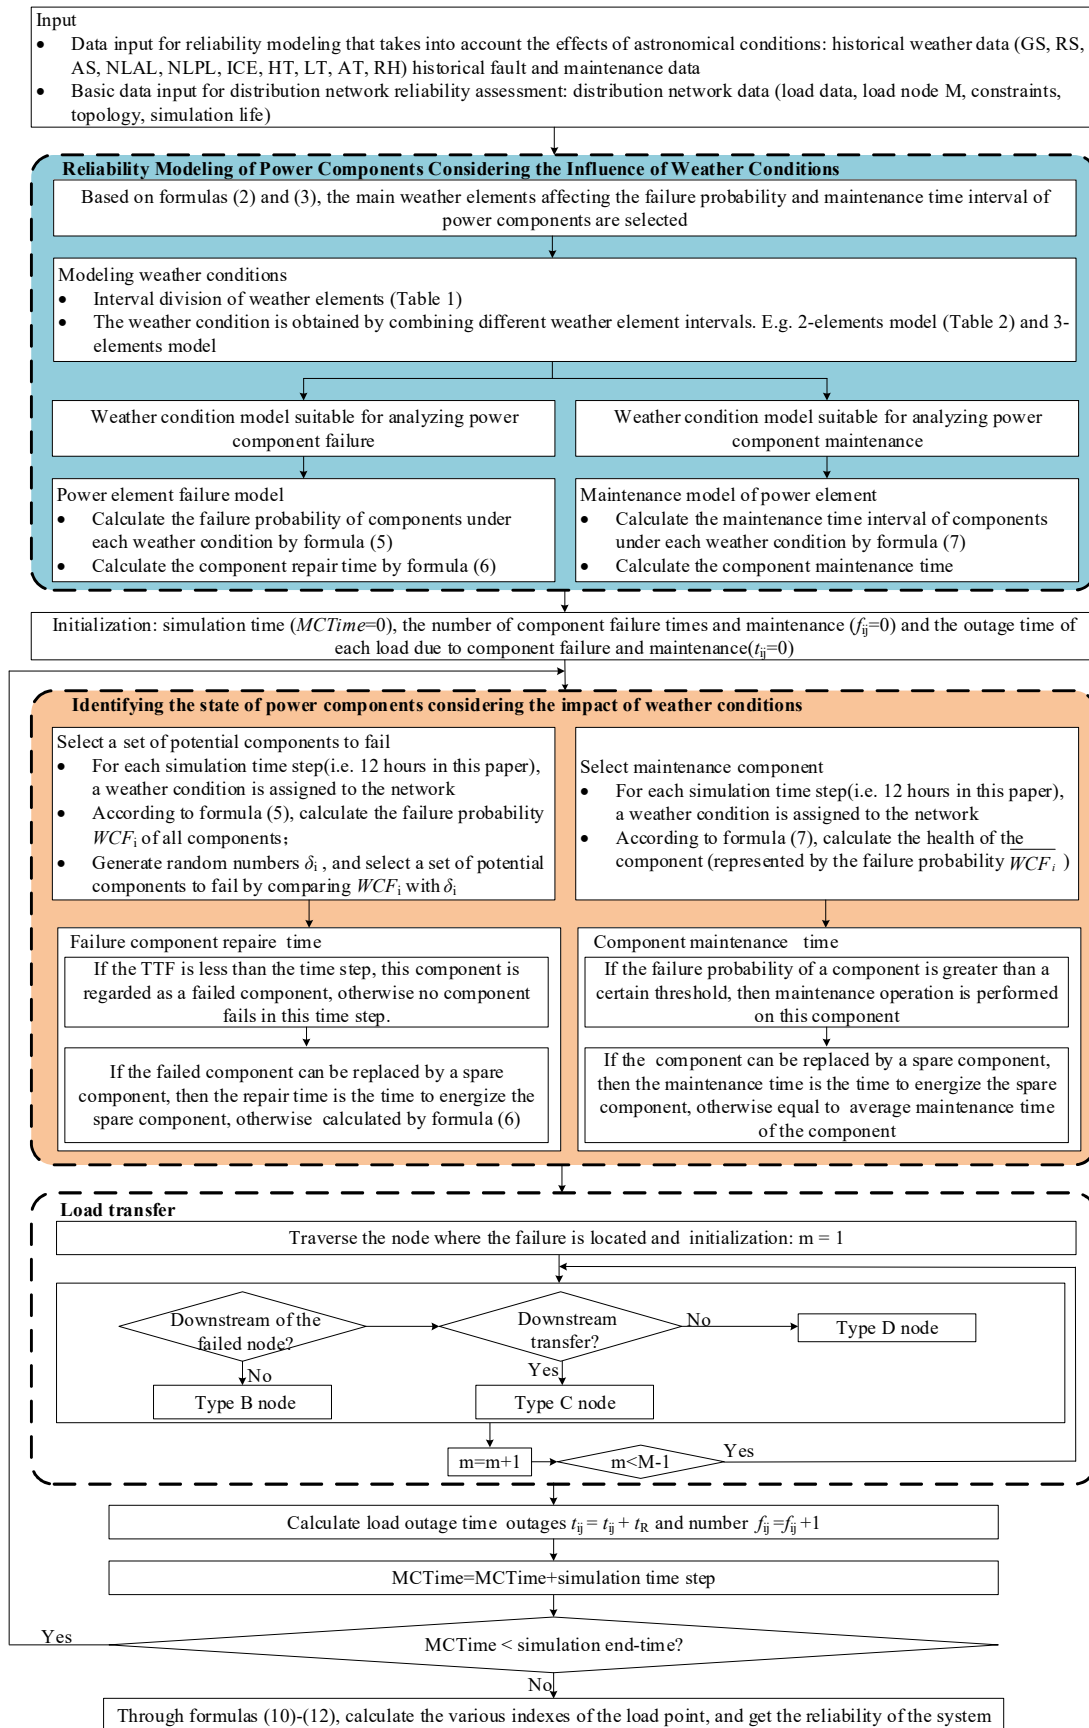 Input
• Data input for reliability modeling that takes into account the effects of astronomical conditions: historical weather data (GS, RS,
AS, NLAL, NLPL, ICE, HT, LT, AT, RH) historical fault and maintenance data
• Basic data input for distribution network reliability assessment: distribution network data (load data, load node M, constraints,
topology, simulation life)
Reliability Modeling of Power Components Considering the Influence of Weather Conditions
Based on formulas (2) and (3), the main weather elements affecting the failure probability and maintenance time interval of
power components are selected
Modeling weather conditions
• Interval division of weather elements (Table 1)
• The weather condition is obtained by combining different weather element intervals. E.g. 2-elements model (Table 2) and 3-
elements model
Weather condition model suitable for analyzing power
component failure
Weather condition model suitable for analyzing power
component maintenance
Power element failure model
• Calculate the failure probability of components under
each weather condition by formula (5)
• Calculate the component repair time by formula (6)
Maintenance model of power element
• Calculate the maintenance time interval of components
under each weather condition by formula (7)
• Calculate the component maintenance time
Initialization: simulation time (MCTime=0), the number of component failure times and maintenance (fij=0) and the outage time of
each load due to component failure and maintenance(tij=0)
Identifying the state of power components considering the impact of weather conditions
Select a set of potential components to fail
• For each simulation time step(i.e. 12 hours in this paper),
a weather condition is assigned to the network
• According to formula (5), calculate the failure probability
WCFi of all components；
• Generate random numbers δi , and select a set of potential
components to fail by comparing WCFi with δi
Select maintenance component
• For each simulation time step(i.e. 12 hours in this paper),
a weather condition is assigned to the network
• According to formula (7), calculate the health of the
component (represented by the failure probability W̅C̅F̅i̅ )
Failure component repaire time
If the TTF is less than the time step, this component is
regarded as a failed component, otherwise no component
fails in this time step.
If the failed component can be replaced by a spare
component, then the repair time is the time to energize the
spare component, otherwise calculated by formula (6)
Component maintenance time
If the failure probability of a component is greater than a
certain threshold, then maintenance operation is performed
on this component
If the component can be replaced by a spare component,
then the maintenance time is the time to energize the spare
component, otherwise equal to average maintenance time
of the component
Load transfer
Traverse the node where the failure is located and initialization: m = 1
Downstream of the
failed node?
Downstream
transfer?
No
Type D node
No
Yes
Type B node
Type C node
m=m+1
m<M-1
Yes
Calculate load outage time outages tij = tij + tR and number fij =fij +1
MCTime=MCTime+simulation time step
Yes
MCTime < simulation end-time?
No
Through formulas (10)-(12), calculate the various indexes of the load point, and get the reliability of the system